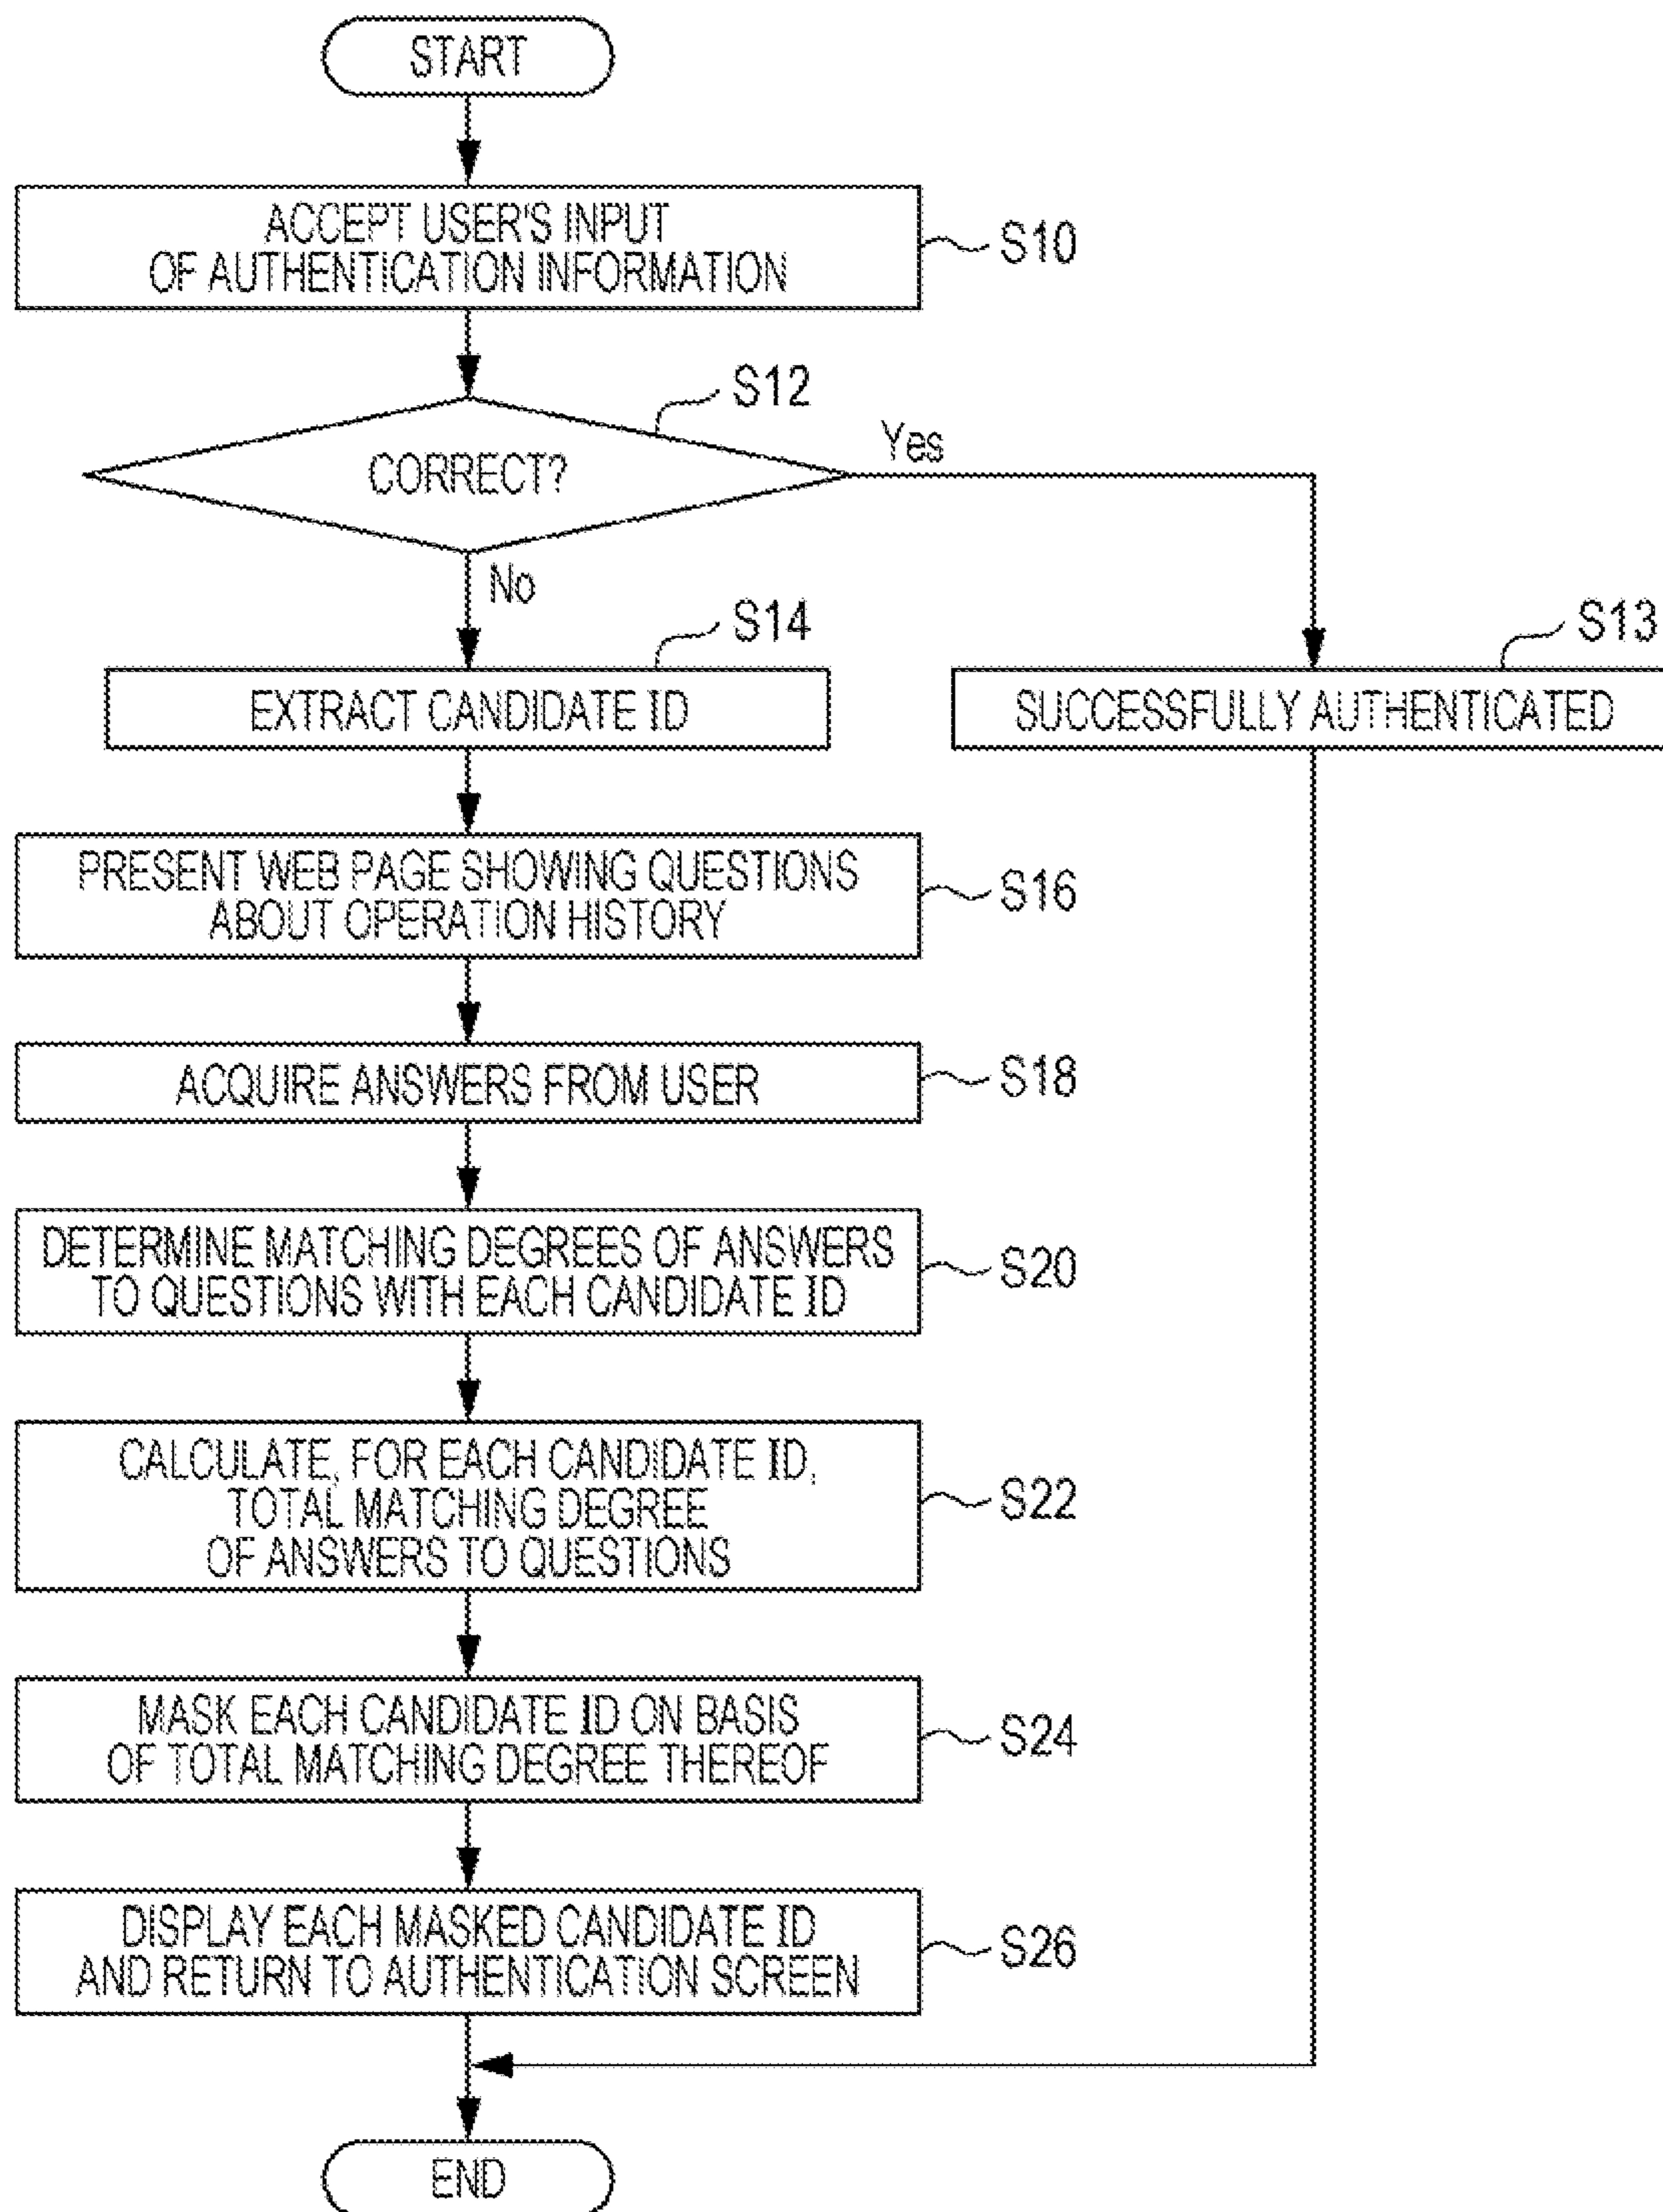 START
ACCEPT USER'S INPUT
OF AUTHENTICATION INFORMATION
S10
S12
CORRECT?
Yes
No
S14
S13
EXTRACT CANDIDATE ID
SUCCESSFULLY AUTHENTICATED
PRESENT WEB PAGE SHOWING QUESTIONS
ABOUT OPERATION HISTORY
S16
ACQUIRE ANSWERS FROM USER
S18
DETERMINE MATCHING DEGREES OF ANSWERS
TO QUESTIONS WITH EACH CANDIDATE ID
S20
CALCULATE, FOR EACH CANDIDATE ID,
TOTAL MATCHING DEGREE
OF ANSWERS TO QUESTIONS
S22
MASK EACH CANDIDATE ID ON BASIS
OF TOTAL MATCHING DEGREE THEREOF
S24
DISPLAY EACH MASKED CANDIDATE ID
AND RETURN TO AUTHENTICATION SCREEN
S26
END